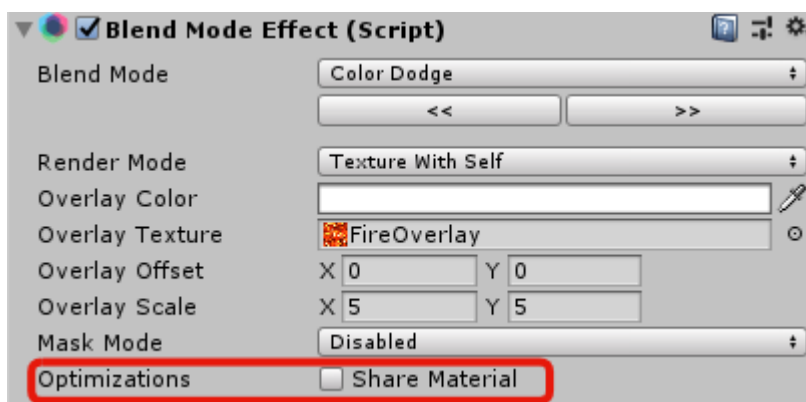 Blend Mode Effect (Script)
Blend Mode Color Dodge
<< >>
Render Mode Texture With Self
Overlay Color
Overlay Texture FireOverlay
Overlay Offset X 0 Y 0
Overlay Scale X 5 Y 5
Mask Mode Disabled
Optimizations Share Material